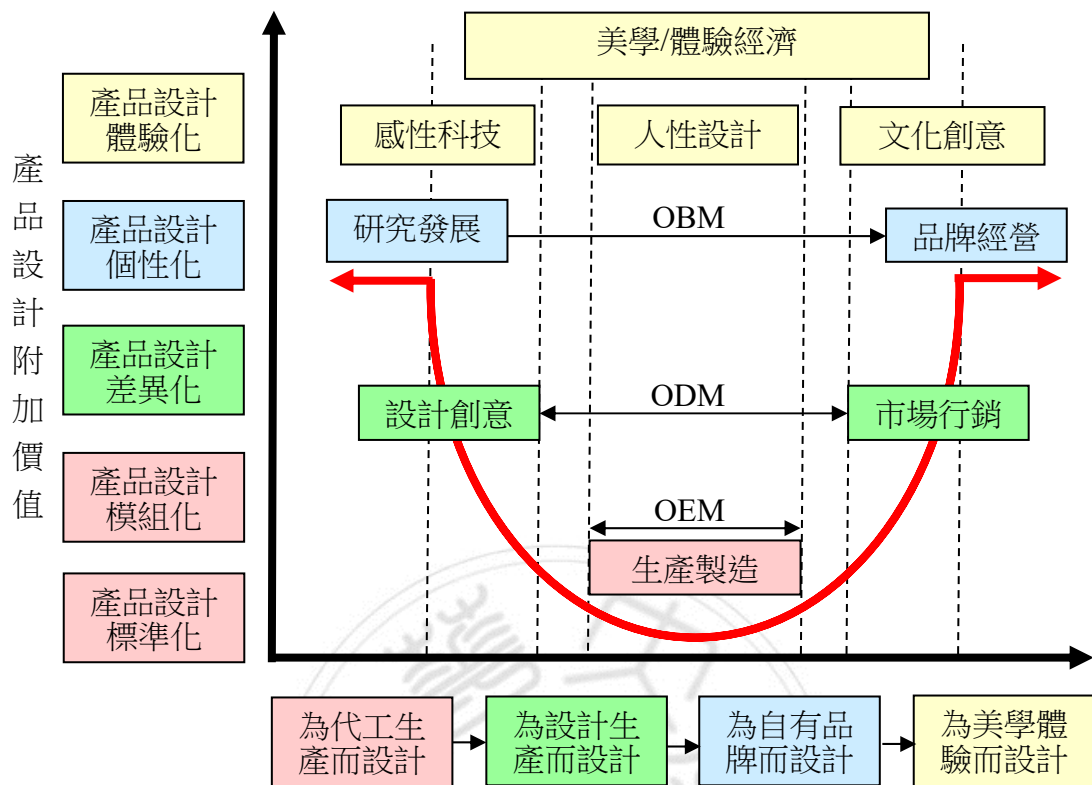 美學/體驗經濟
產品設計
體驗化
感性科技
人性設計
文化創意
產品設計附加價值
產品設計
個性化
研究發展
OBM
品牌經營
產品設計
差異化
設計創意
ODM
市場行銷
產品設計
模組化
OEM
生產製造
產品設計
標準化
為代工生
產而設計
為設計生
產而設計
為自有品
牌而設計
為美學體
驗而設計